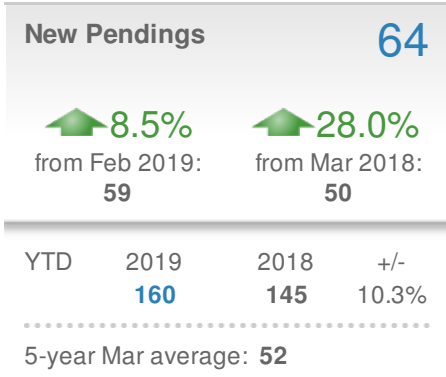 New Pendings 64
8.5% 28.0%
from Feb 2019: from Mar 2018:
59 50
YTD 2019 2018 +/-
160 145 10.3%
5-year Mar average: 52